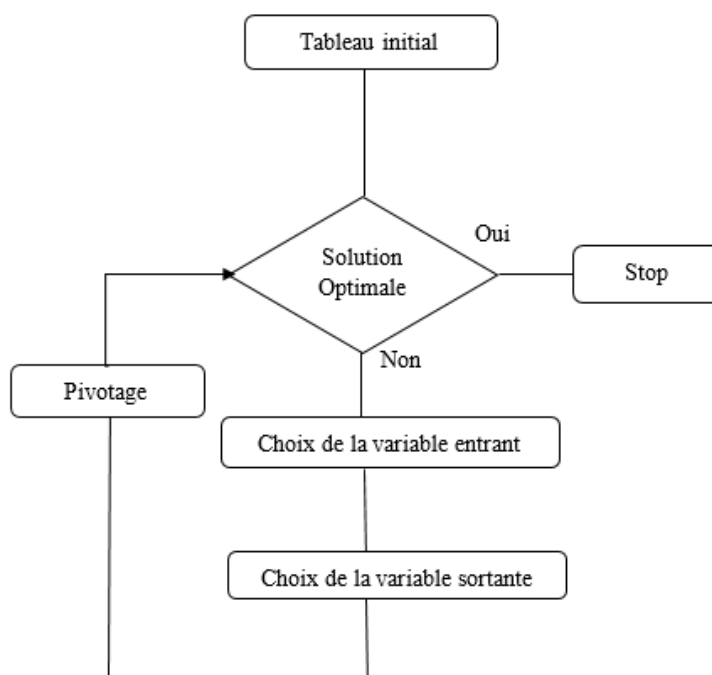 Tableau initial
Oui
Solution
Optimale
Stop
Non
Pivotage
Choix de la variable entrant
Choix de la variable sortante